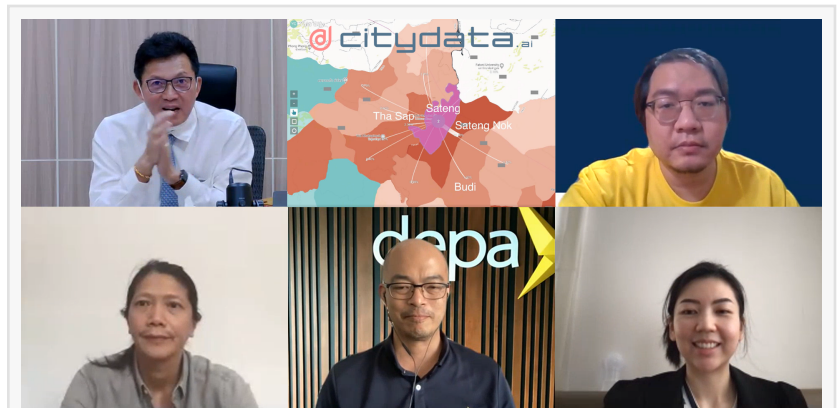 citydata.ai
Sateng
Tha Sap
Sateng Nok
Budi
depa